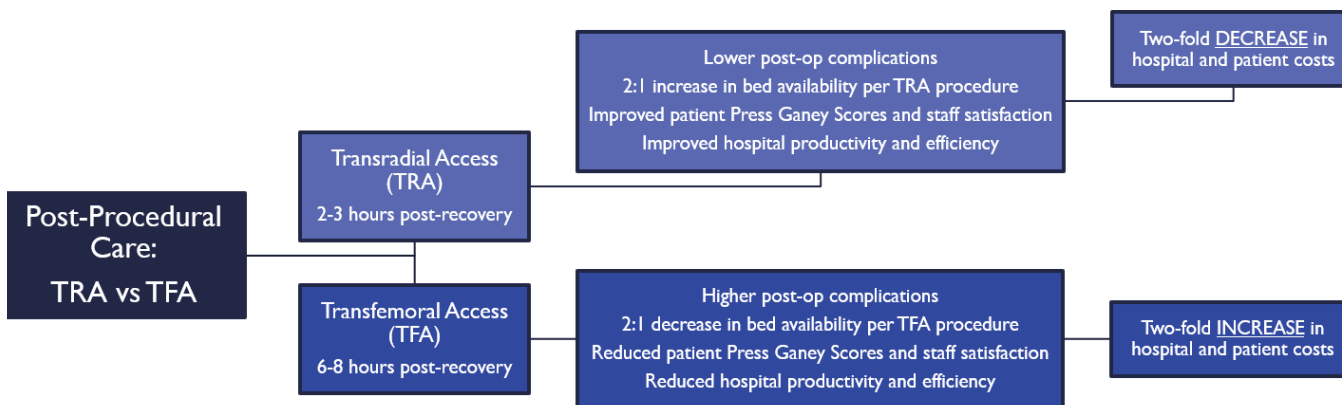 Post-Procedural
Care:
TRA vs TFA
Transradial Access
(TRA)
2-3 hours post-recovery
Lower post-op complications
2:1 increase in bed availability per TRA procedure
Improved patient Press Ganey Scores and staff satisfaction
Improved hospital productivity and efficiency
Two-fold DECREASE in
hospital and patient costs
Transfemoral Access
(TFA)
6-8 hours post-recovery
Higher post-op complications
2:1 decrease in bed availability per TFA procedure
Reduced patient Press Ganey Scores and staff satisfaction
Reduced hospital productivity and efficiency
Two-fold INCREASE in
hospital and patient costs